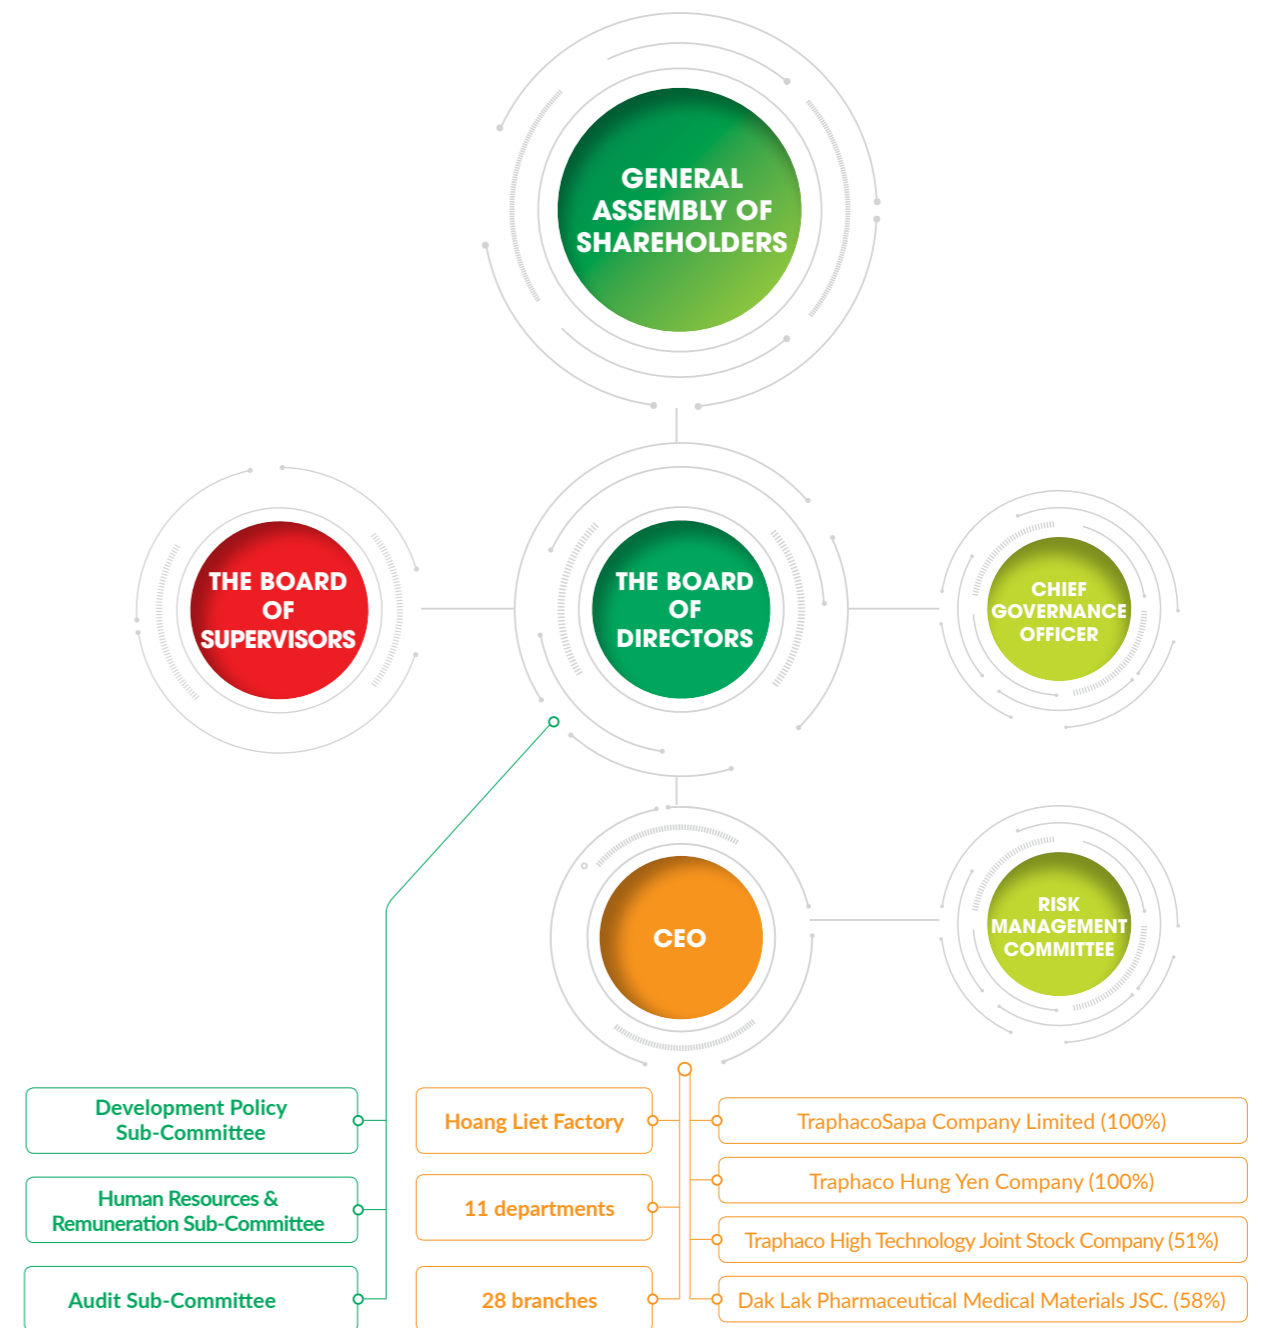 GENERAL
ASSEMBLY OF
SHAREHOLDERS
THE BOARD
OF
SUPERVISORS
THE BOARD
OF
DIRECTORS
CHIEF
GOVERNANCE
OFFICER
CEO
RISK
MANAGEMENT
COMMITTEE
Development Policy
Sub-Committee
Human Resources &
Remuneration Sub-Committee
Audit Sub-Committee
Hoang Liet Factory
11 departments
28 branches
TraphacoSapa Company Limited (100%)
Traphaco Hung Yen Company (100%)
Traphaco High Technology Joint Stock Company (51%)
Dak Lak Pharmaceutical Medical Materials JSC. (58%)